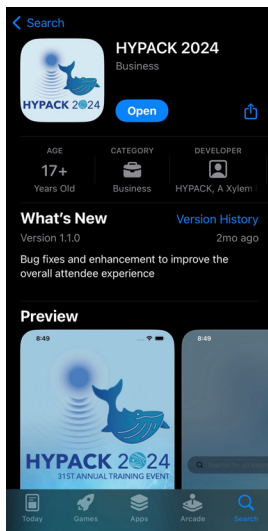 Search
HYPACK 2024
Business
HYPACK 2024
Open
AGE
CATEGORY
DEVELOPER
17+
Years Old
Business
HYPACK, A Xylem
What's New
Version History
Version 1.1.0
2mo ago
Bug fixes and enhancement to improve the
overall attendee experience
Preview
8:49
8:49
HYPACK 2024
31ST ANNUAL TRAINING EVENT
Today
Games
Apps
Arcade
Search